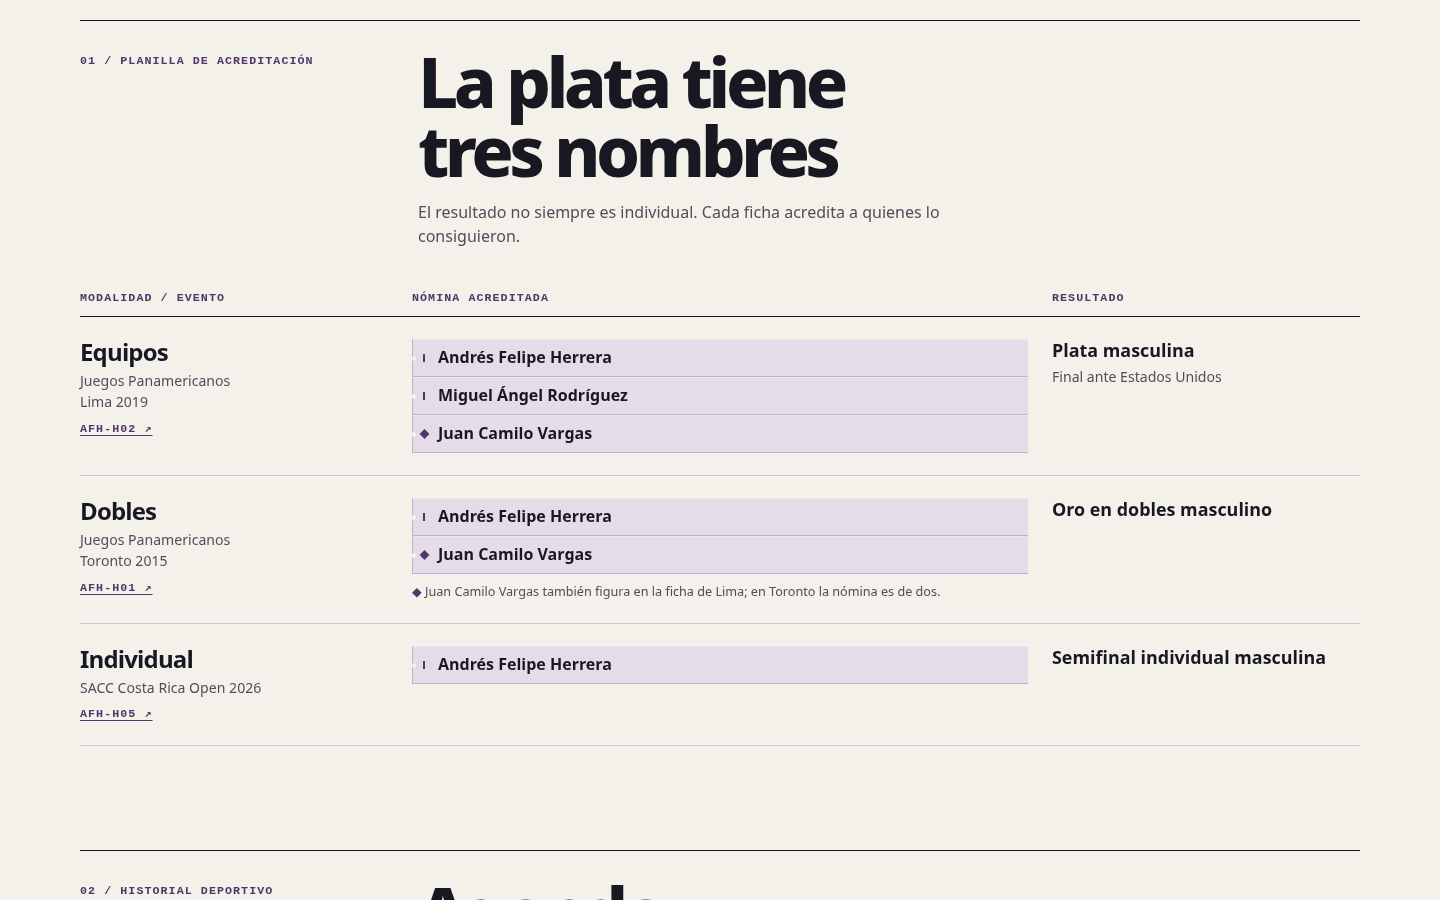 01 / PLANILLA DE ACREDITACIÓN
La plata tiene
tres nombres
El resultado no siempre es individual. Cada ficha acredita a quienes lo
consiguieron.
MODALIDAD / EVENTO
NÓMINA ACREDITADA
RESULTADO
Equipos
Juegos Panamericanos
Lima 2019
AFH-H02 ↗
Andrés Felipe Herrera
Miguel Ángel Rodríguez
◆ Juan Camilo Vargas
Plata masculina
Final ante Estados Unidos
Dobles
Juegos Panamericanos
Toronto 2015
AFH-H01 ↗
Andrés Felipe Herrera
◆ Juan Camilo Vargas
◆ Juan Camilo Vargas también figura en la ficha de Lima; en Toronto la nómina es de dos.
Oro en dobles masculino
Individual
SACC Costa Rica Open 2026
AFH-H05 ↗
Andrés Felipe Herrera
Semifinal individual masculina
02 / HISTORIAL DEPORTIVO